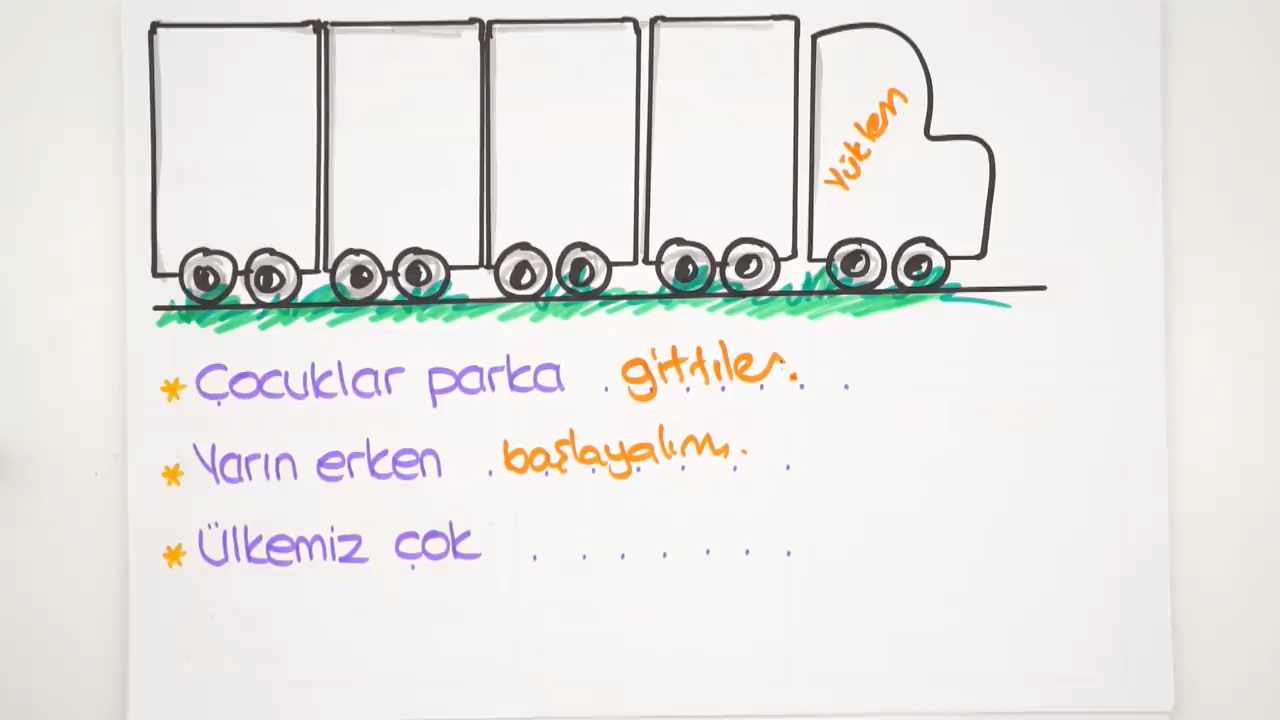 Yüklem
* Çocuklar parka gittiler.
* Yarın erken başlayalım.
* Ülkemiz çok .......